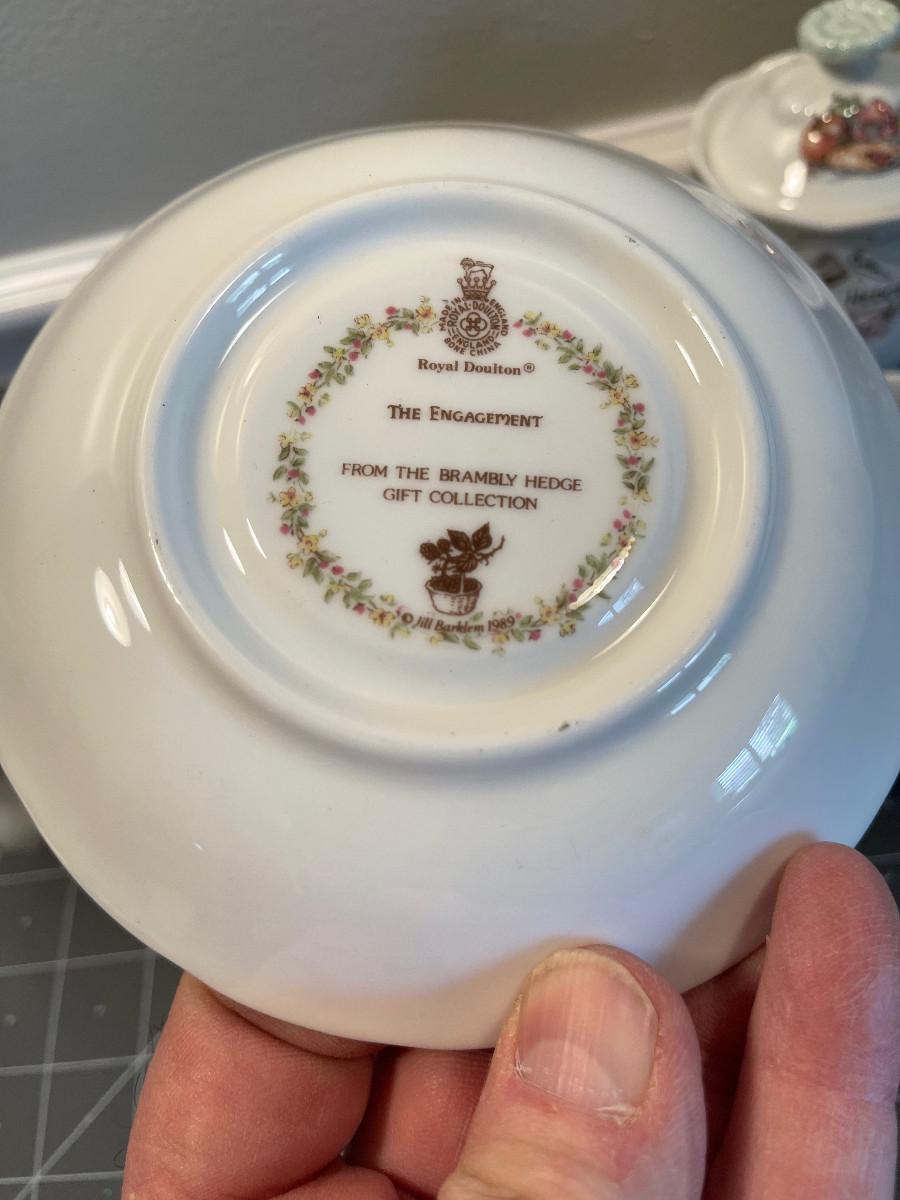 MADE IN ENGLAND
ROYAL·DOULTON
ENGLAND
BONE CHINA
Royal Doulton®
THE ENGAGEMENT
FROM THE BRAMBLY HEDGE
GIFT COLLECTION
© Jill Barklem 1989